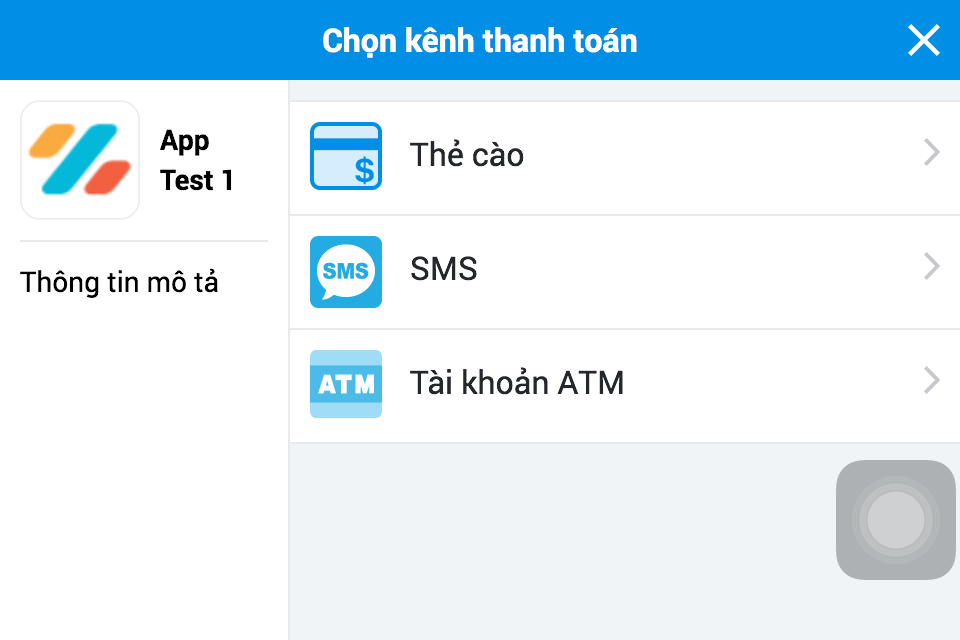 Chọn kênh thanh toán
App
Test 1
Thông tin mô tả
$
Thẻ cào
SMS
SMS
ATM
Tài khoản ATM